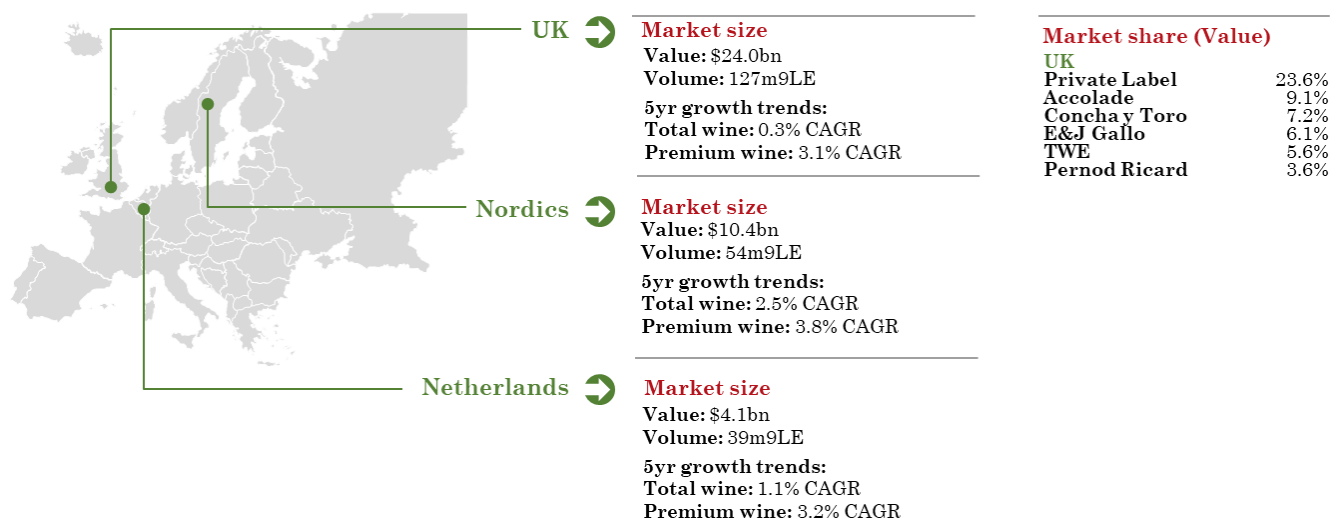 UK
Market size
Value: $24.0bn
Volume: 127m9LE
5yr growth trends:
Total wine: 0.3% CAGR
Premium wine: 3.1% CAGR
Nordics
Market size
Value: $10.4bn
Volume: 54m9LE
5yr growth trends:
Total wine: 2.5% CAGR
Premium wine: 3.8% CAGR
Netherlands
Market size
Value: $4.1bn
Volume: 39m9LE
5yr growth trends:
Total wine: 1.1% CAGR
Premium wine: 3.2% CAGR
Market share (Value)
UK
Private Label 23.6%
Accolade 9.1%
Concha y Toro 7.2%
E&J Gallo 6.1%
TWE 5.6%
Pernod Ricard 3.6%